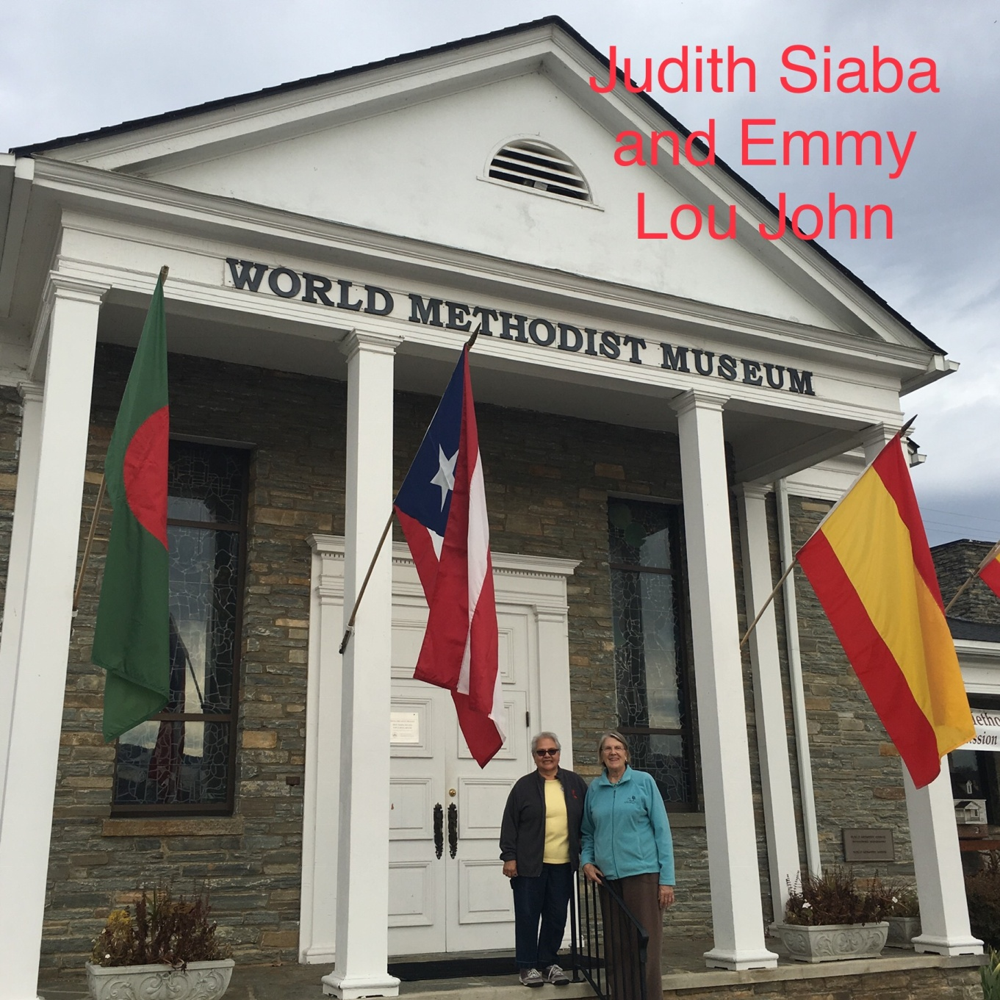 Judith Siaba
and Emmy
Lou John
WORLD METHODIST MUSEUM